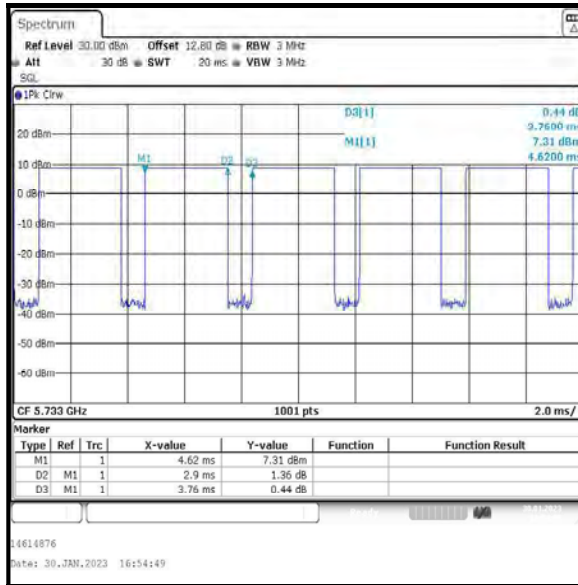 Spectrum
Ref Level 30.00 dBm Offset 12.80 dB RBW 3 MHz
Att 30 dB SWT 20 ms VBW 3 MHz
SGL
1Pk Clrw
D3[1] 0.44 dB
3.7600 ms
M1[1] 7.31 dBm
4.6200 ms
20 dBm
10 dBm
M1 D2 D3
0 dBm
-10 dBm
-20 dBm
-30 dBm
-40 dBm
-50 dBm
-60 dBm
CF 5.733 GHz 1001 pts 2.0 ms/
Marker
Type Ref Trc X-value Y-value Function Function Result
M1 1 4.62 ms 7.31 dBm
D2 M1 1 2.9 ms 1.36 dB
D3 M1 1 3.76 ms 0.44 dB
14614876
Date: 30.JAN.2023 16:54:49